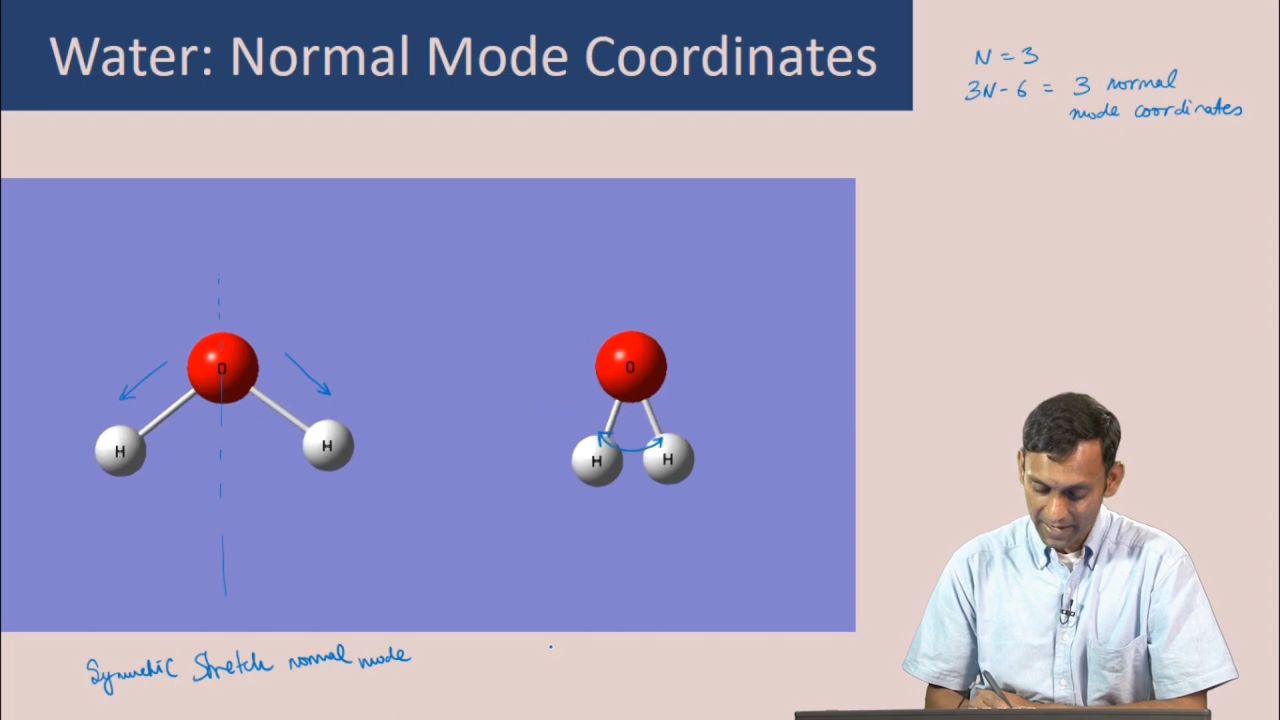 Water: Normal Mode Coordinates
N = 3
3N - 6 = 3 normal
mode coordinates
O
H
H
O
H
H
Symmetric Stretch normal mode